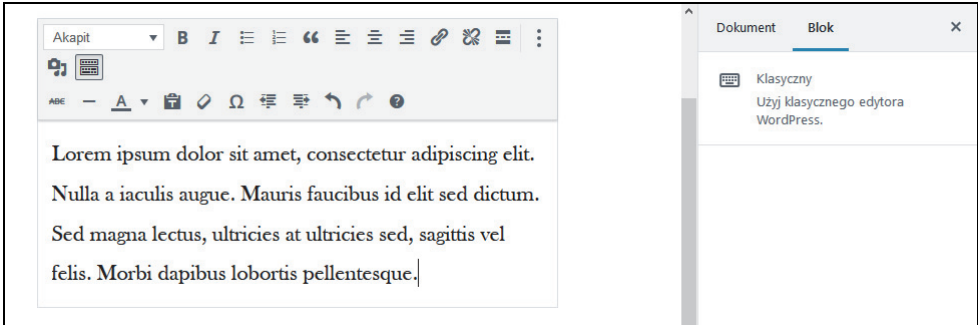 Akapit
B I
ABC A Ω
Lorem ipsum dolor sit amet, consectetur adipiscing elit.
Nulla a iaculis augue. Mauris faucibus id elit sed dictum.
Sed magna lectus, ultricies at ultricies sed, sagittis vel
felis. Morbi dapibus lobortis pellentesque.
Dokument Blok
Klasyczny
Użyj klasycznego edytora
WordPress.